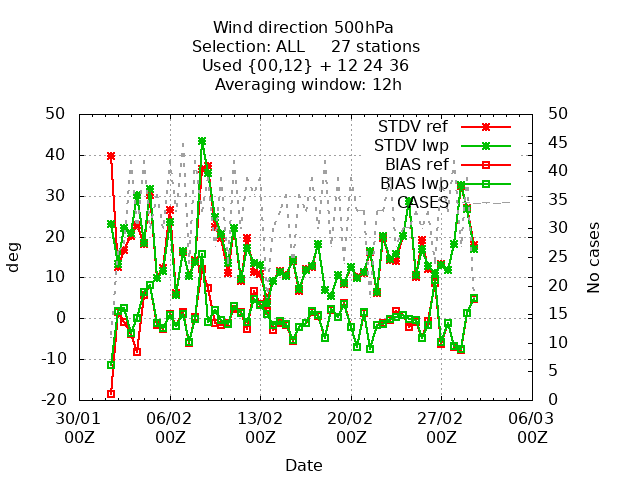 Wind direction 500hPa
Selection: ALL 27 stations
Used {00,12} + 12 24 36
Averaging window: 12h
50 50
STDV ref
45
STDV lwp
40 40
BIAS ref
BIAS lwp
30 35
CASES
30
20 25
deg No cases
10 20
0 15
10
-10
5
-20 0
30/01 06/02 13/02 20/02 27/02 06/03
00Z 00Z 00Z 00Z 00Z 00Z
Date